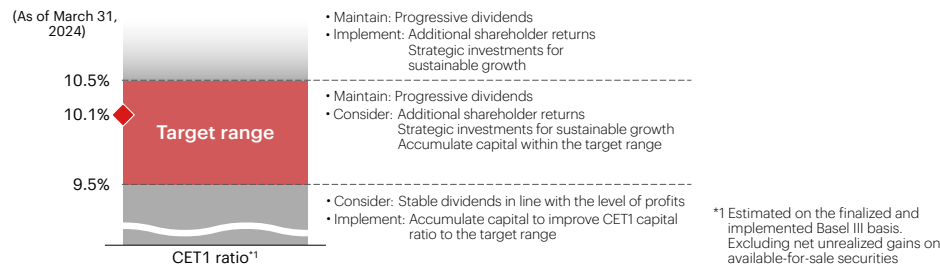 (As of March 31,
2024)
• Maintain: Progressive dividends
• Implement: Additional shareholder returns
Strategic investments for
sustainable growth
10.5%
• Maintain: Progressive dividends
10.1%
• Consider: Additional shareholder returns
Target range
Strategic investments for sustainable growth
Accumulate capital within the target range
9.5%
• Consider: Stable dividends in line with the level of profits
• Implement: Accumulate capital to improve CET1 capital
ratio to the target range
CET1 ratio*1
*1 Estimated on the finalized and
implemented Basel III basis.
Excluding net unrealized gains on
available-for-sale securities